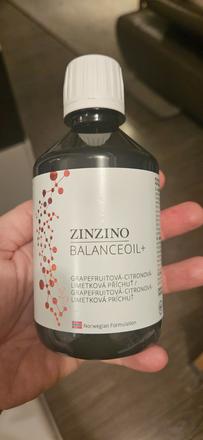 ZINZINO
BALANCEOIL+
GRAPEFRUITOVÁ-CITRONOVÁ
LIMETKOVÁ PŘÍCHUŤ /
GRAPEFRUITOVÁ-CITRÓNOVÁ
LIMETKOVÁ PRÍCHUŤ
Norwegian Formulation